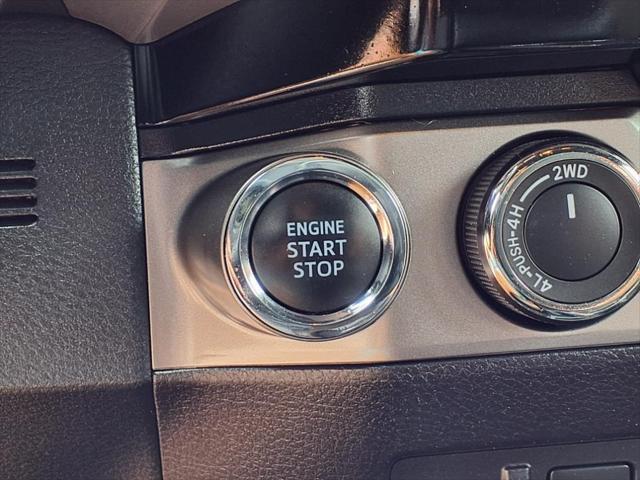 ENGINE
START
STOP
2WD
4L-PUSH-4H